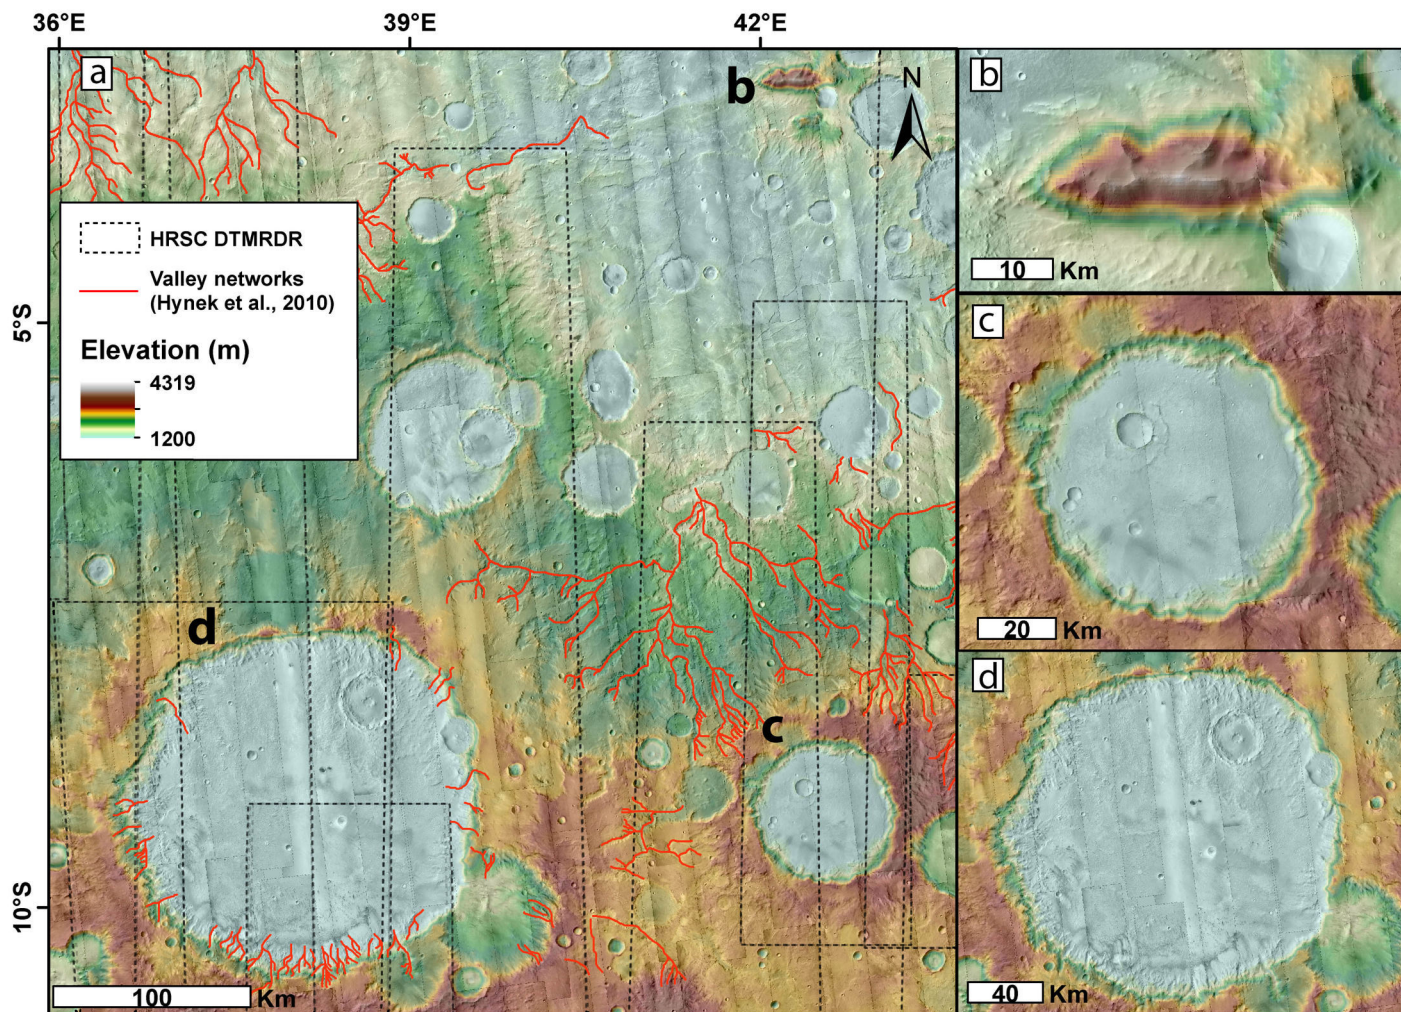 36°E 39°E 42°E
a
b
N
HRSC DTMRDR
Valley networks
(Hynek et al., 2010)
Elevation (m)
4319
1200
5°S
d
c
10°S
100 Km
b
10 Km
c
20 Km
d
40 Km